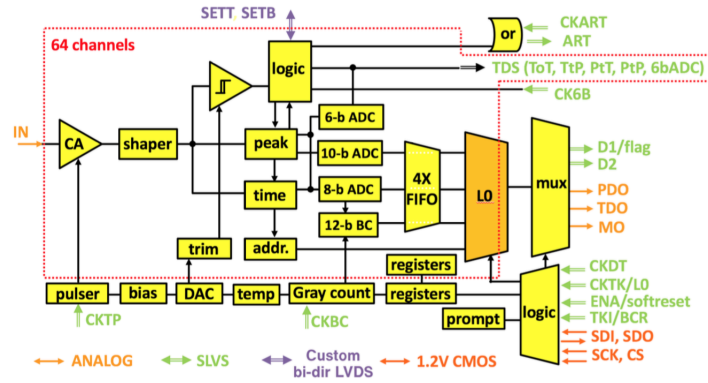 SETT, SETB
CKART
or
ART
64 channels
logic
TDS (ToT, TtP, PtT, PtP, 6bADC)
CK6B
6-b ADC
IN
CA
shaper
peak
10-b ADC
4X
FIFO
L0
mux
D1/flag
D2
time
8-b ADC
PDO
TDO
12-b BC
MO
trim
addr.
registers
CKDT
pulser
bias
DAC
temp
Gray count
registers
logic
CKTK/L0
ENA/softreset
CKTP
CKBC
prompt
TKI/BCR
SDI, SDO
SCK, CS
ANALOG
SLVS
Custom
bi-dir LVDS
1.2V CMOS